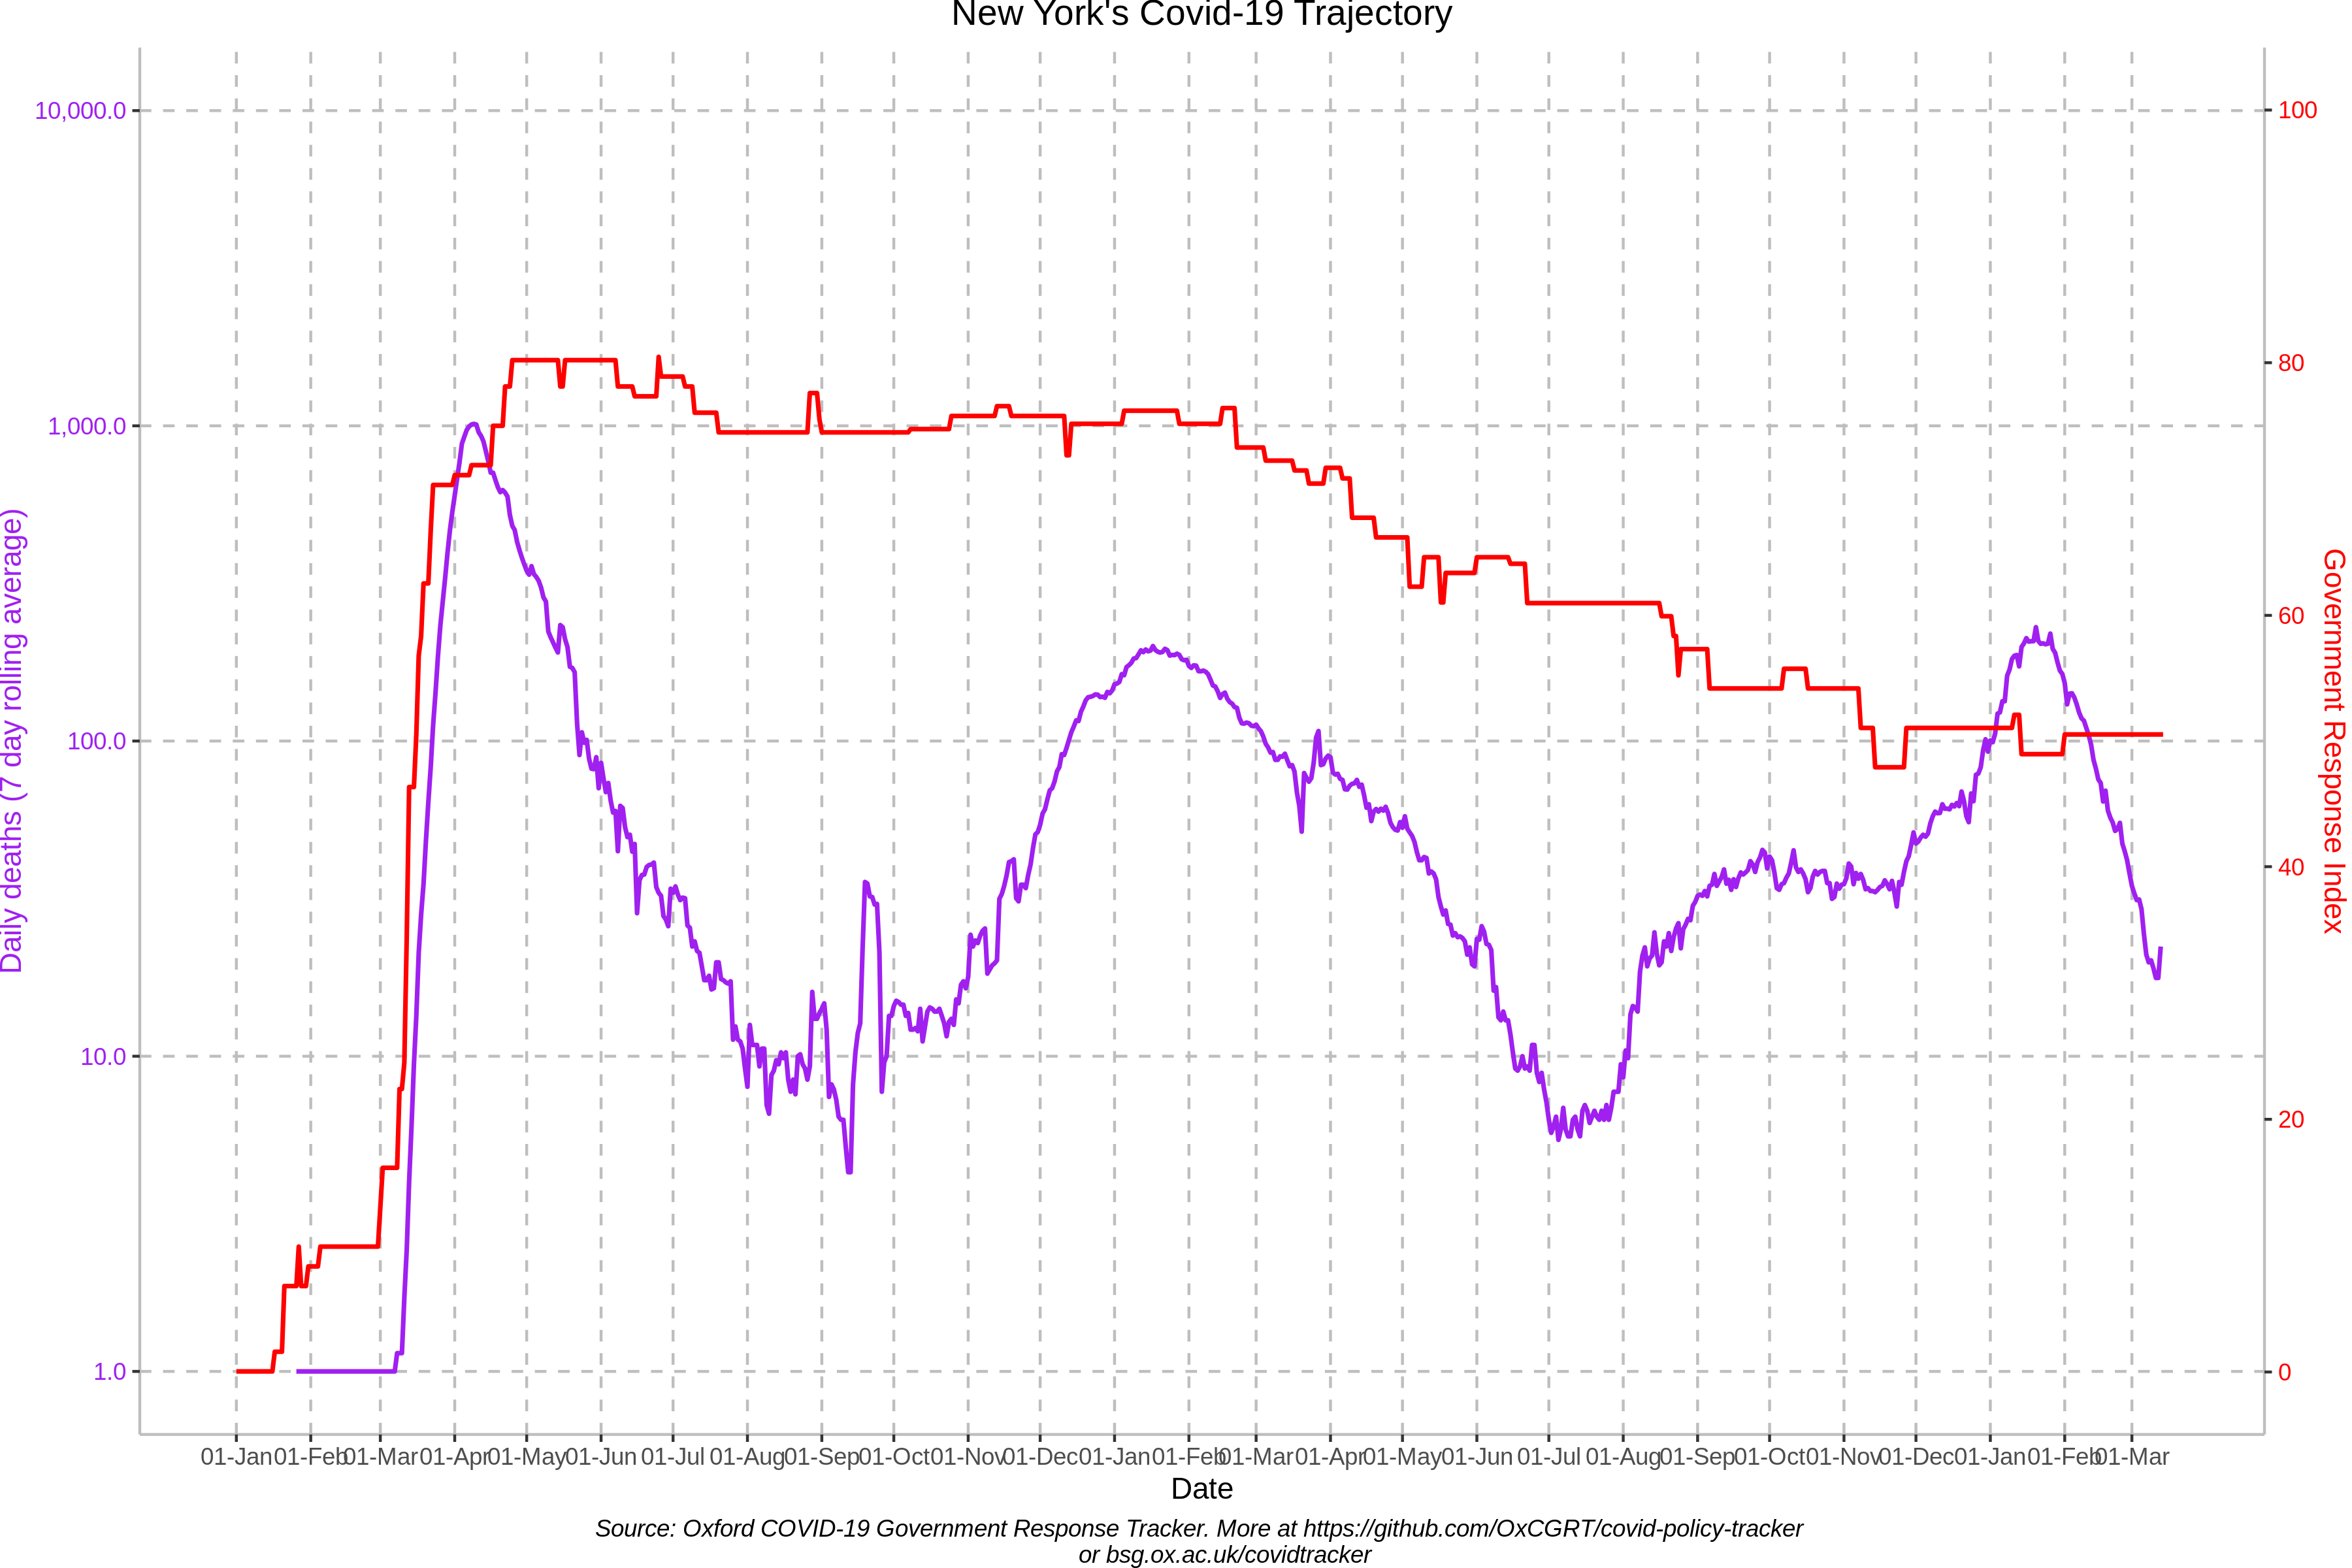 New York's Covid-19 Trajectory
10,000.0
1,000.0
100.0
10.0
1.0
Daily deaths (7 day rolling average)
100
80
60
40
20
0
Government Response Index
01-Jan 01-Feb 01-Mar 01-Apr 01-May 01-Jun 01-Jul 01-Aug 01-Sep 01-Oct 01-Nov 01-Dec 01-Jan 01-Feb 01-Mar 01-Apr 01-May 01-Jun 01-Jul 01-Aug 01-Sep 01-Oct 01-Nov 01-Dec 01-Jan 01-Feb 01-Mar
Date
Source: Oxford COVID-19 Government Response Tracker. More at https://github.com/OxCGRT/covid-policy-tracker
or bsg.ox.ac.uk/covidtracker